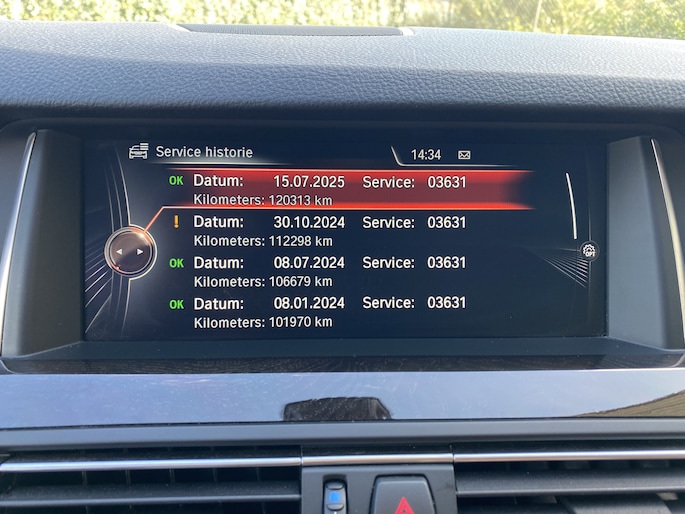 Service historie 14:34
OK Datum: 15.07.2025 Service: 03631
Kilometers: 120313 km
! Datum: 30.10.2024 Service: 03631
Kilometers: 112298 km
OK Datum: 08.07.2024 Service: 03631
Kilometers: 106679 km
OK Datum: 08.01.2024 Service: 03631
Kilometers: 101970 km
OPT